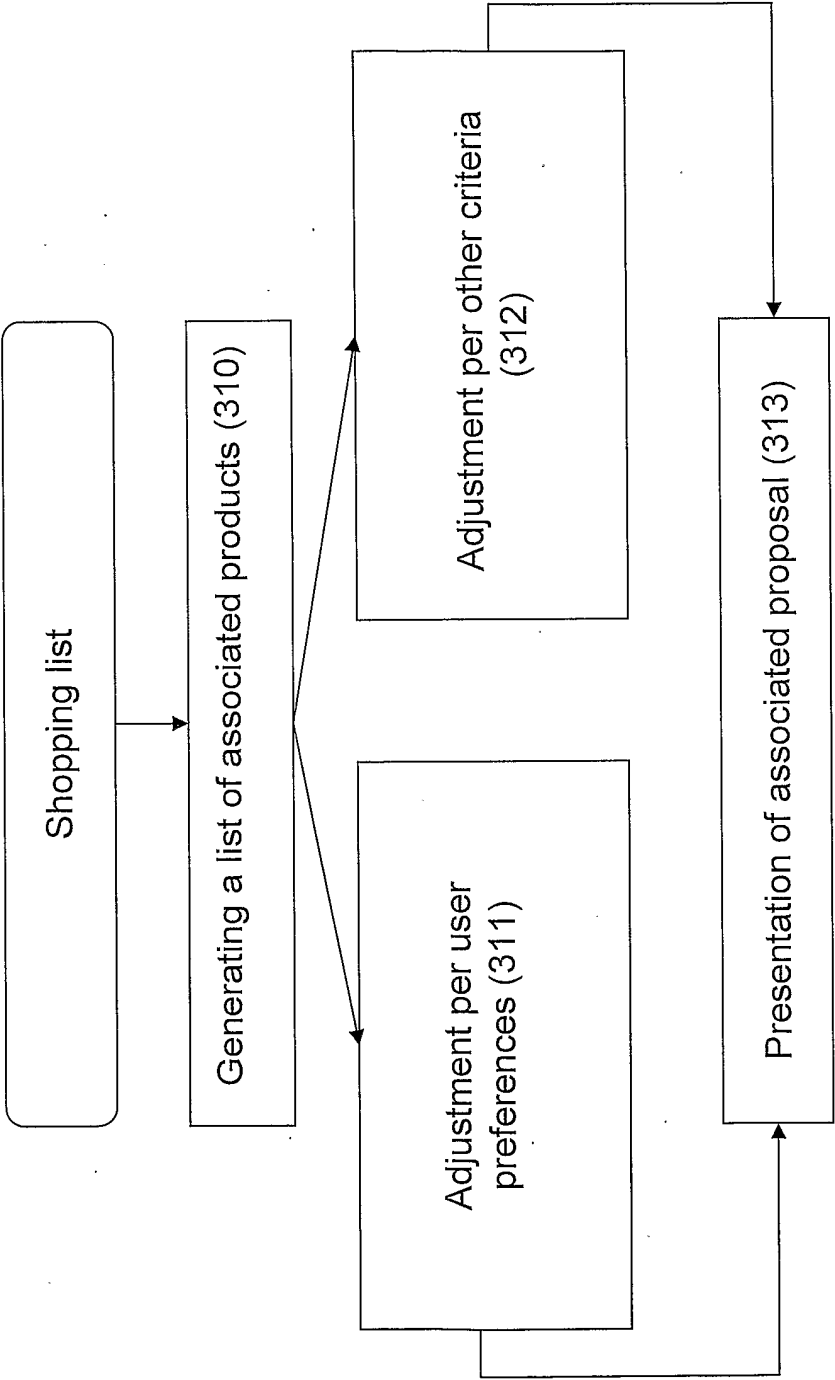 Shopping list
Generating a list of associated products (310)
Adjustment per user
preferences (311)
Adjustment per other criteria
(312)
Presentation of associated proposal (313)